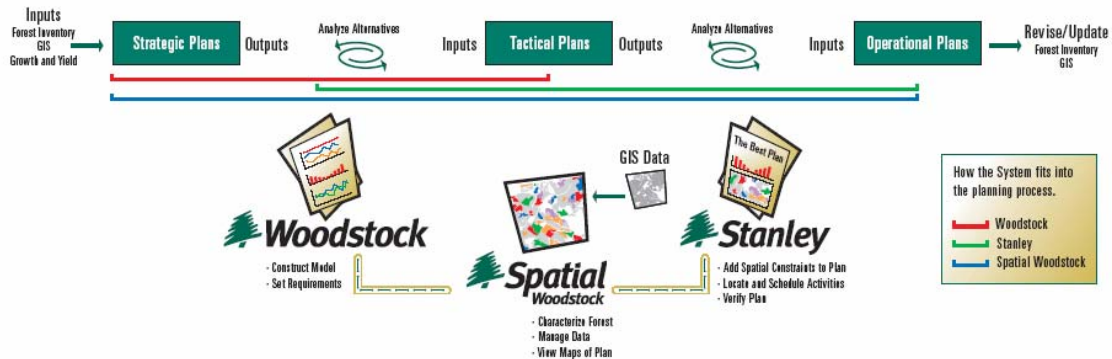 Inputs
Forest Inventory
GIS
Growth and Yield
Strategic Plans
Outputs
Analyze Alternatives
Inputs
Tactical Plans
Outputs
Analyze Alternatives
Inputs
Operational Plans
Revise/Update
Forest Inventory
GIS
GIS Data
The Best Plan
Woodstock
· Construct Model
· Set Requirements
Spatial
Woodstock
· Characterize Forest
· Manage Data
· View Maps of Plan
Stanley
· Add Spatial Constraints to Plan
· Locate and Schedule Activities
· Verify Plan
How the System fits into
the planning process.
Woodstock
Stanley
Spatial Woodstock